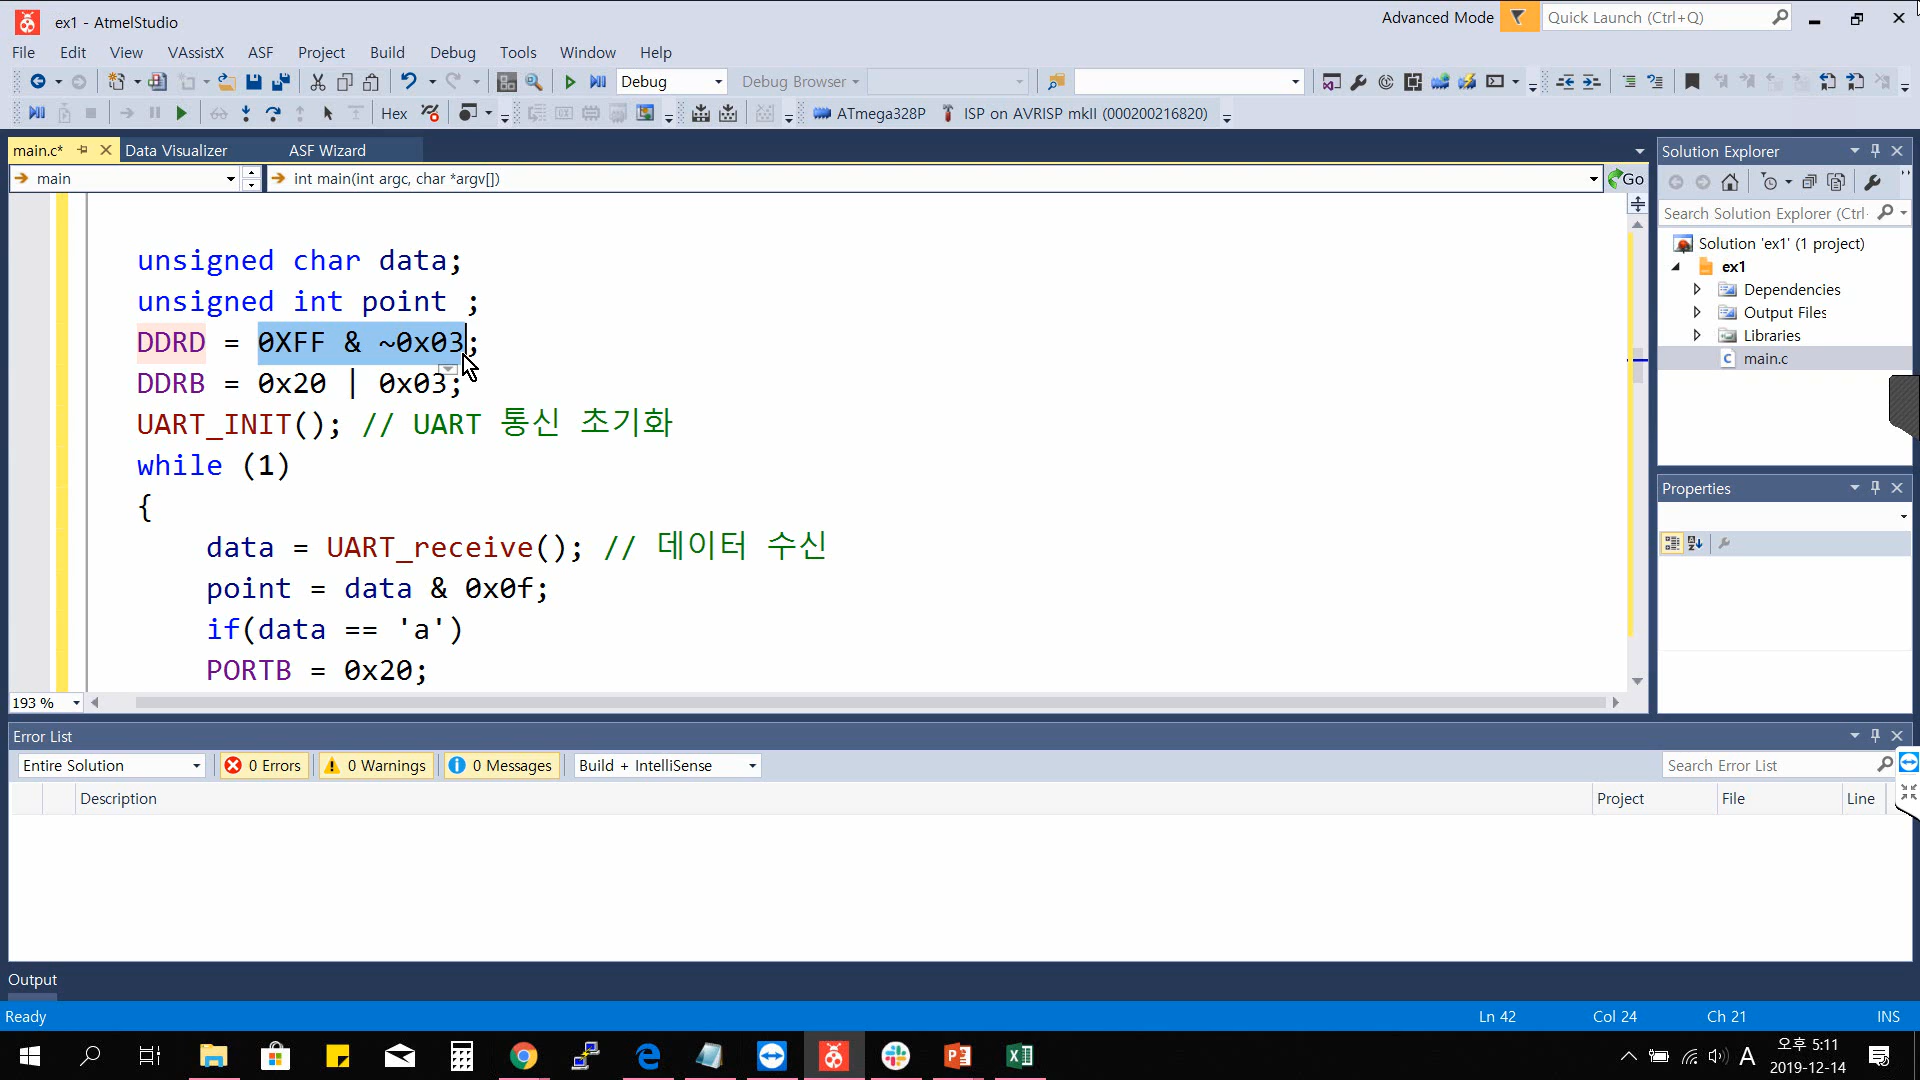 ex1 - AtmelStudio
Advanced Mode
Quick Launch (Ctrl+Q)
File Edit View VAssistX ASF Project Build Debug Tools Window Help
Debug
Debug Browser
Hex
ATmega328P
ISP on AVRISP mkII (000200216820)
main.c*
Data Visualizer
ASF Wizard
main
int main(int argc, char *argv[])
Go
unsigned char data;
unsigned int point ;
DDRD = 0XFF & ~0x03;
DDRB = 0x20 | 0x03;
UART_INIT(); // UART 통신 초기화
while (1)
{
data = UART_receive(); // 데이터 수신
point = data & 0x0f;
if(data == 'a')
PORTB = 0x20;
193 %
Solution Explorer
Search Solution Explorer (Ctrl
Solution 'ex1' (1 project)
ex1
Dependencies
Output Files
Libraries
main.c
Properties
Error List
Entire Solution
0 Errors
0 Warnings
0 Messages
Build + IntelliSense
Search Error List
Description
Project
File
Line
Output
Ready
Ln 42
Col 24
Ch 21
INS
A
오후 5:11
2019-12-14